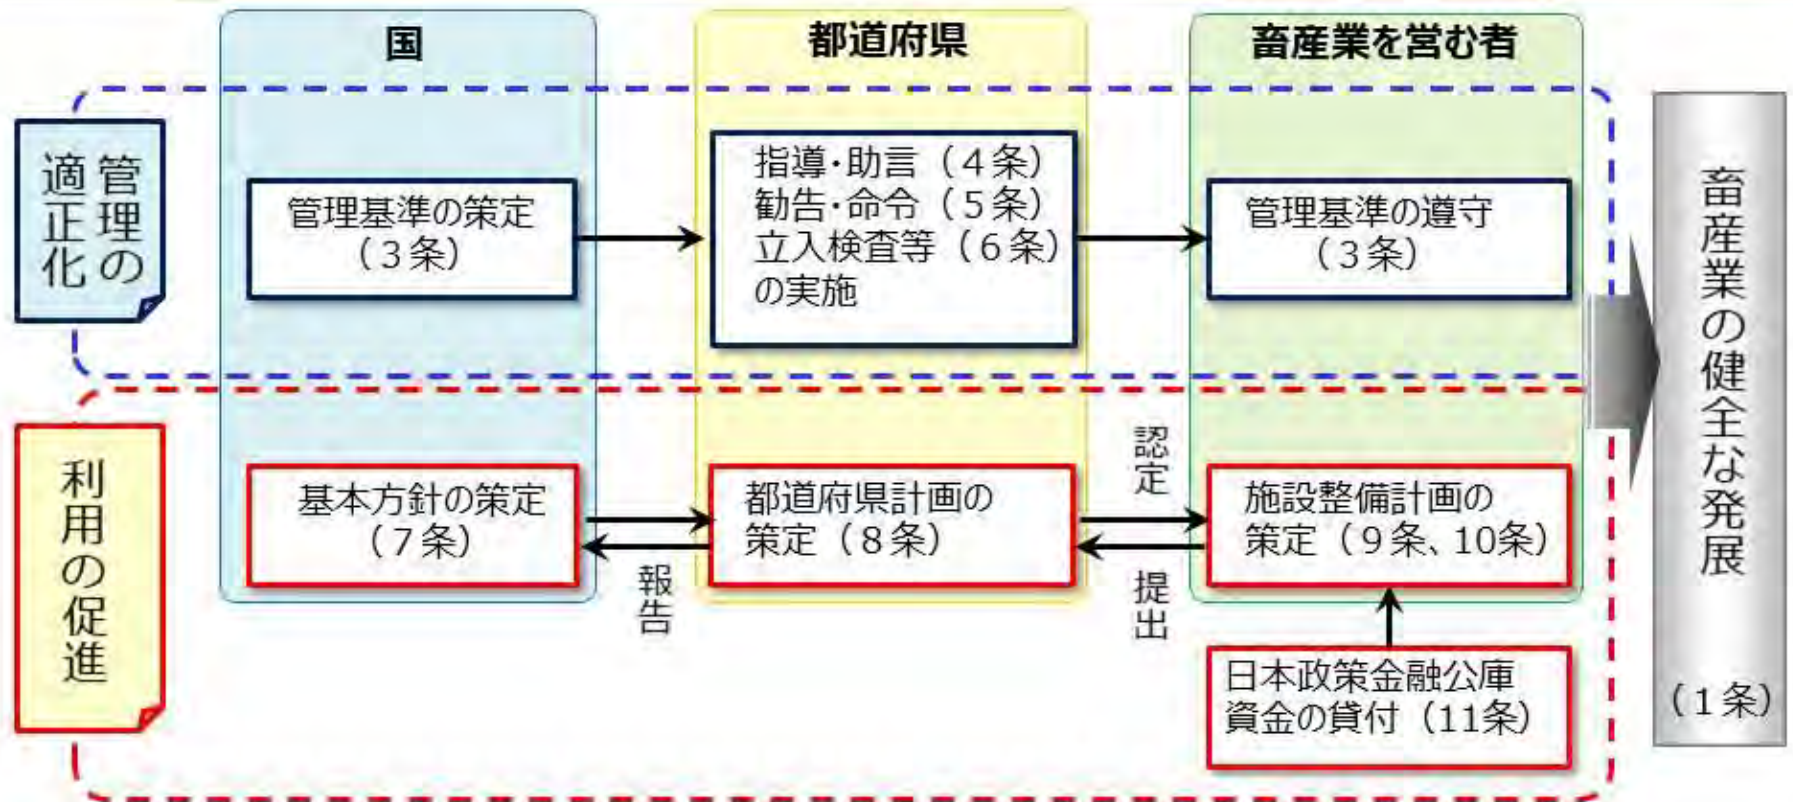 国
都道府県
畜産業を営む者
管理の
適正化
管理基準の策定
（３条）
指導・助言（４条）
勧告・命令（５条）
立入検査等（６条）
の実施
管理基準の遵守
（３条）
利用の促進
基本方針の策定
（７条）
報告
都道府県計画の
策定（８条）
認定
提出
施設整備計画の
策定（９条、10条）
日本政策金融公庫
資金の貸付（11条）
畜産業の健全な発展
（１条）